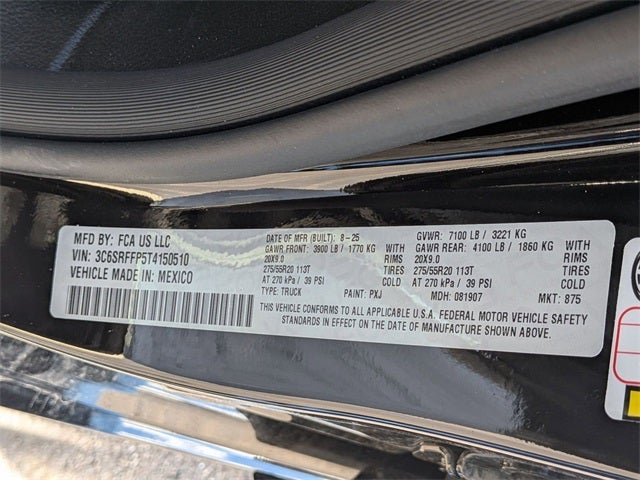 MFD BY: FCA US LLC
VIN: 3C6SRFFP5T4150510
VEHICLE MADE IN: MEXICO
DATE OF MFR (BUILT): 8-25 GVWR: 7100 LB / 3221 KG
GAWR FRONT: 3900 LB / 1770 KG WITH GAWR REAR: 4100 LB / 1860 KG WITH
20X9.0 RIMS 20X9.0 RIMS
275/55R20 113T TIRES 275/55R20 113T TIRES
AT 270 kPa / 39 PSI COLD AT 270 kPa / 39 PSI COLD
TYPE: TRUCK PAINT: PXJ MDH: 081907 MKT: 875
THIS VEHICLE CONFORMS TO ALL APPLICABLE U.S.A. FEDERAL MOTOR VEHICLE SAFETY
STANDARDS IN EFFECT ON THE DATE OF MANUFACTURE SHOWN ABOVE.